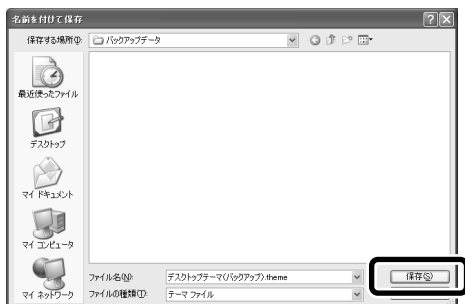 名前を付けて保存
保存する場所(I):
バックアップデータ
最近使ったファイル
デスクトップ
マイ ドキュメント
マイ コンピュータ
マイ ネットワーク
ファイル名(N):
デスクトップテーマ(バックアップ).theme
保存(S)
ファイルの種類(T):
テーマ ファイル